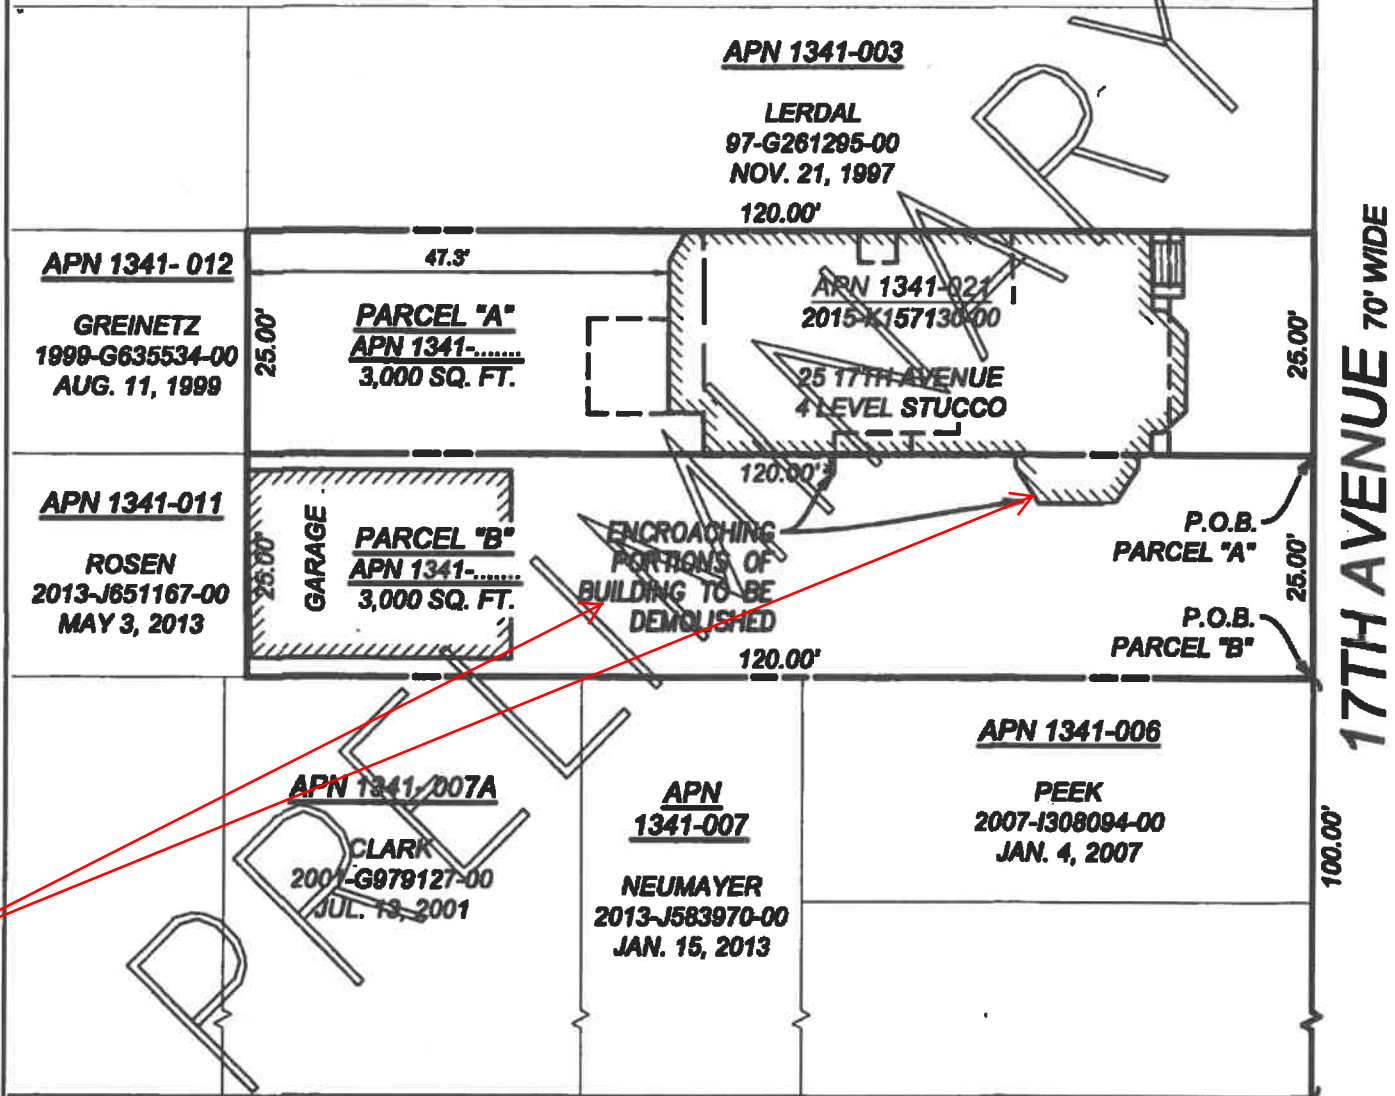 APN 1341-003
LERDAL
97-G261295-00
NOV. 21, 1997
120.00'
47.3'
APN 1341- 012
GREINETZ
1999-G635534-00
AUG. 11, 1999
25.00'
PARCEL "A"
APN 1341-.......
3,000 SQ. FT.
APN 1341-021
2015-K157130-00
25 17TH AVENUE
4 LEVEL STUCCO
25.00'
17TH AVENUE 70' WIDE
APN 1341-011
ROSEN
2013-J651167-00
MAY 3, 2013
25.00'
GARAGE
PARCEL "B"
APN 1341-.......
3,000 SQ. FT.
120.00'
ENCROACHING
PORTIONS OF
BUILDING TO BE
DEMOLISHED
P.O.B.
PARCEL "A"
25.00'
P.O.B.
PARCEL "B"
120.00'
APN 1341-007A
CLARK
2001-G979127-00
JUL. 13, 2001
APN
1341-007
NEUMAYER
2013-J583970-00
JAN. 15, 2013
APN 1341-006
PEEK
2007-I308094-00
JAN. 4, 2007
100.00'
PRELIMINARY